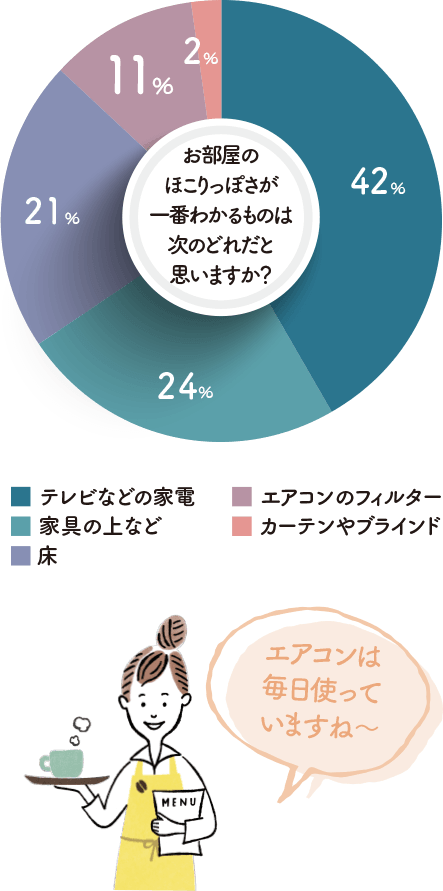 2%
11%
お部屋の
ほこりっぽさが
一番わかるものは
次のどれだと
思いますか?
42%
21%
24%
テレビなどの家電
家具の上など
床
エアコンのフィルター
カーテンやブラインド
エアコンは
毎日使って
いますね〜
MENU